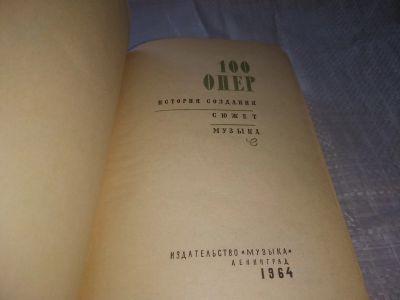 100
ОПЕР
ИСТОРИЯ СОЗДАНИЯ
СЮЖЕТ
МУЗЫКА
ИЗДАТЕЛЬСТВО «МУЗЫКА»
ЛЕНИНГРАД
1964